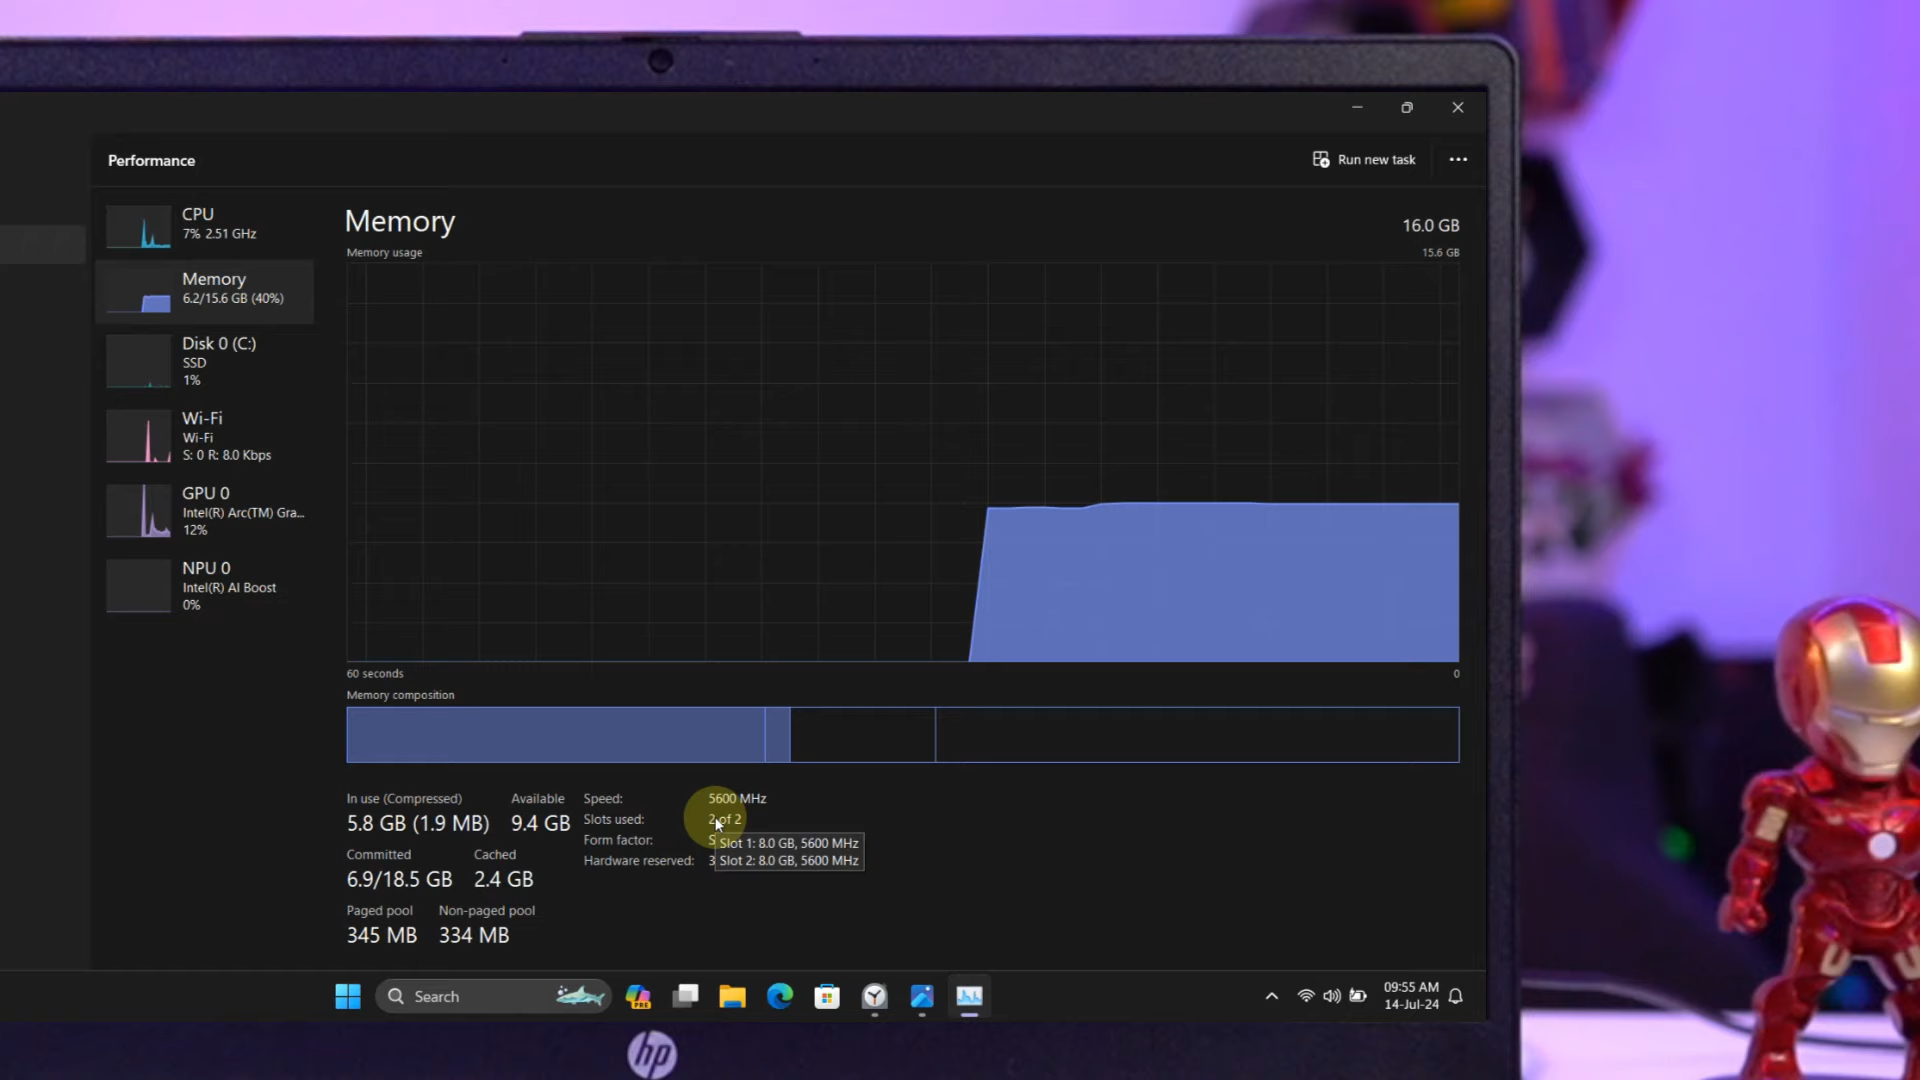 Performance
Run new task
CPU
7% 2.51 GHz
Memory
6.2/15.6 GB (40%)
Disk 0 (C:)
SSD
1%
Wi-Fi
Wi-Fi
S: 0 R: 8.0 Kbps
GPU 0
Intel(R) Arc(TM) Gra...
12%
NPU 0
Intel(R) AI Boost
0%
Memory
16.0 GB
Memory usage
15.6 GB
60 seconds
0
Memory composition
In use (Compressed)
5.8 GB (1.9 MB)
Available
9.4 GB
Committed
6.9/18.5 GB
Cached
2.4 GB
Paged pool
345 MB
Non-paged pool
334 MB
Speed: 5600 MHz
Slots used: 2 of 2
Form factor: S
Hardware reserved: 3
Slot 1: 8.0 GB, 5600 MHz
Slot 2: 8.0 GB, 5600 MHz
Search
PRE
09:55 AM
14-Jul-24
hp